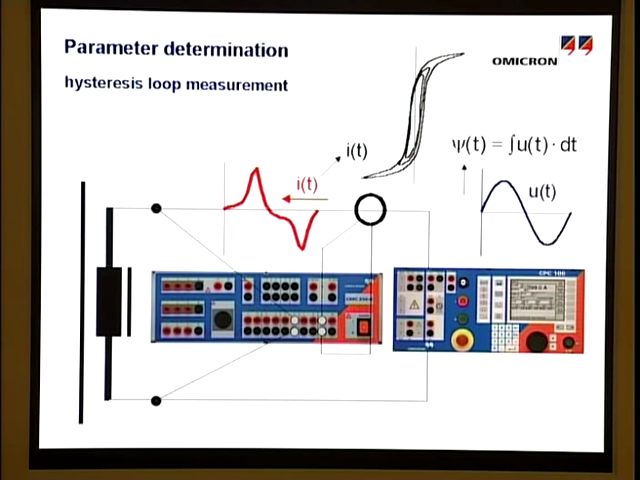 Parameter determination
OMICRON
hysteresis loop measurement
i(t)
Ψ(t) = ∫u(t) · dt
i(t)
u(t)
CPC 100